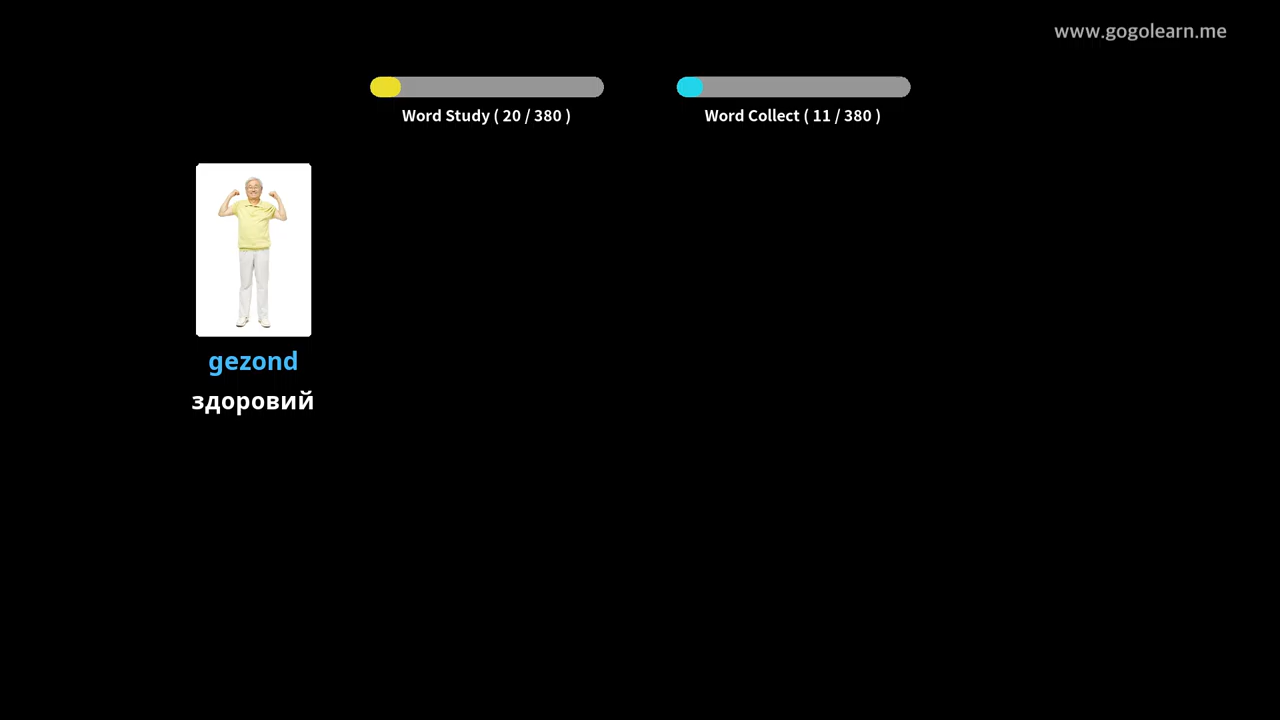 www.gogolearn.me
Word Study ( 20 / 380 )
Word Collect ( 11 / 380 )
gezond
здоровий